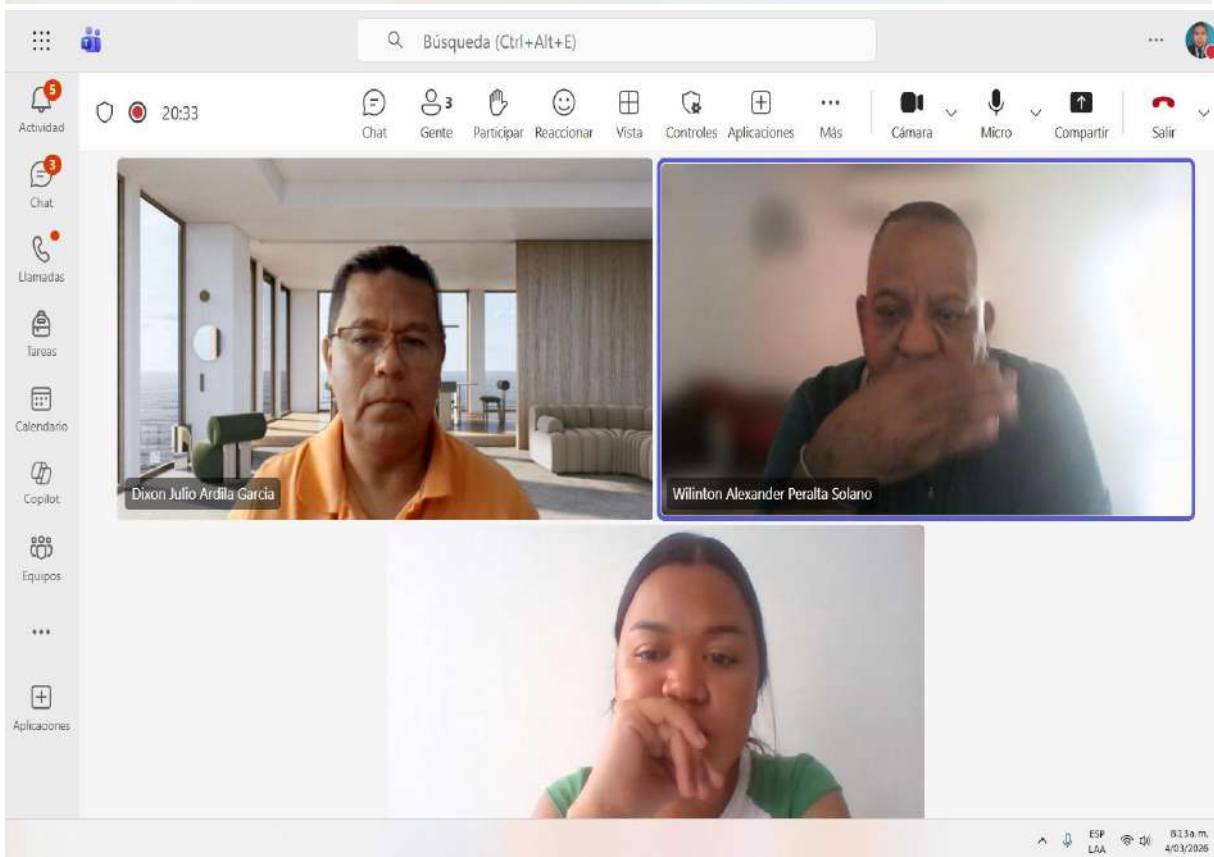 Búsqueda (Ctrl+Alt+E)
5
Actividad
20:33
3
Chat
Gente
Participar
Reaccionar
Vista
Controles
Aplicaciones
Más
Cámara
Micro
Compartir
Salir
3
Chat
Llamadas
Tareas
Calendario
Copilot
Equipos
Aplicaciones
Dixon Julio Ardila Garcia
Wilinton Alexander Peralta Solano
ESP
LAA
8:13 a. m.
4/03/2026